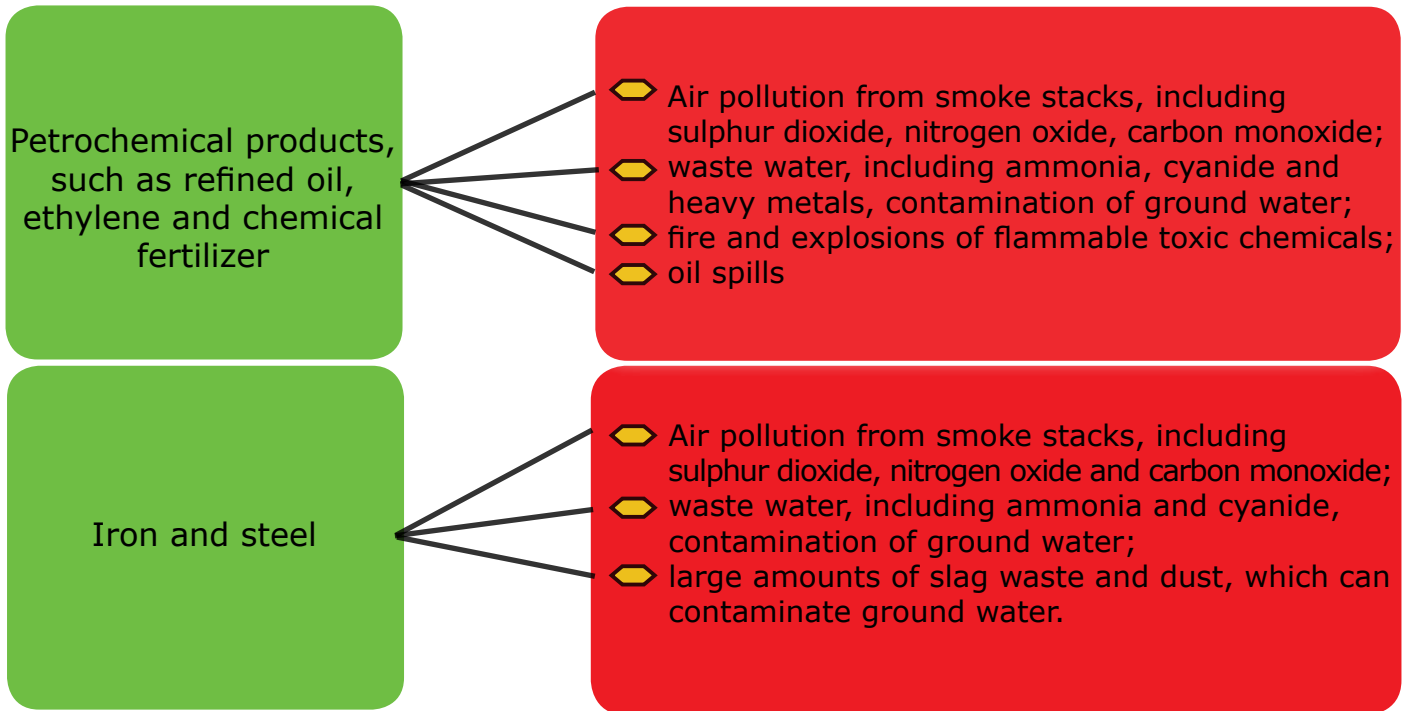 Petrochemical products,
such as refined oil,
ethylene and chemical
fertilizer
Air pollution from smoke stacks, including
sulphur dioxide, nitrogen oxide, carbon monoxide;
waste water, including ammonia, cyanide and
heavy metals, contamination of ground water;
fire and explosions of flammable toxic chemicals;
oil spills
Iron and steel
Air pollution from smoke stacks, including
sulphur dioxide, nitrogen oxide and carbon monoxide;
waste water, including ammonia and cyanide,
contamination of ground water;
large amounts of slag waste and dust, which can
contaminate ground water.